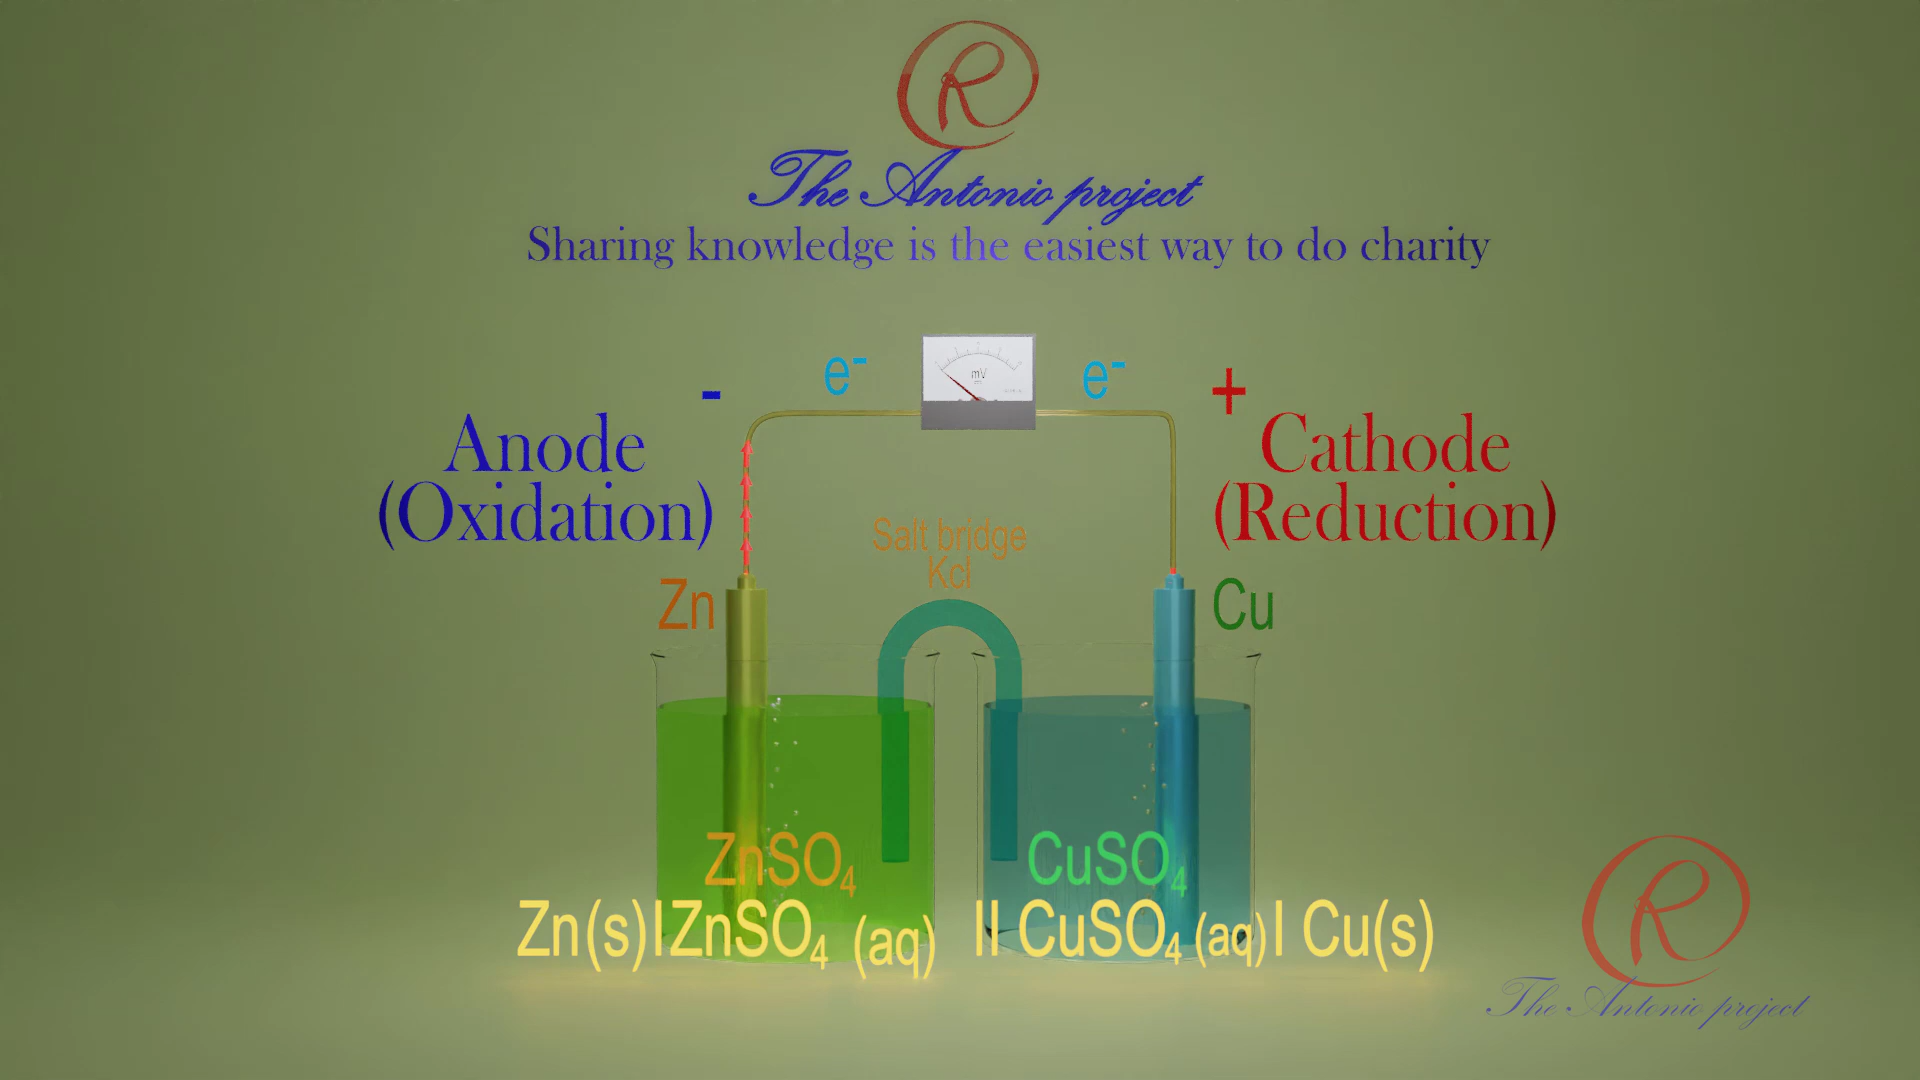 R
The Antonio project
Sharing knowledge is the easiest way to do charity
e-
mV
e-
-
+
Anode
(Oxidation)
Cathode
(Reduction)
Salt bridge
Kcl
Zn
Cu
ZnSO4
CuSO4
Zn(s)|ZnSO4 (aq) || CuSO4 (aq)| Cu(s)
R
The Antonio project